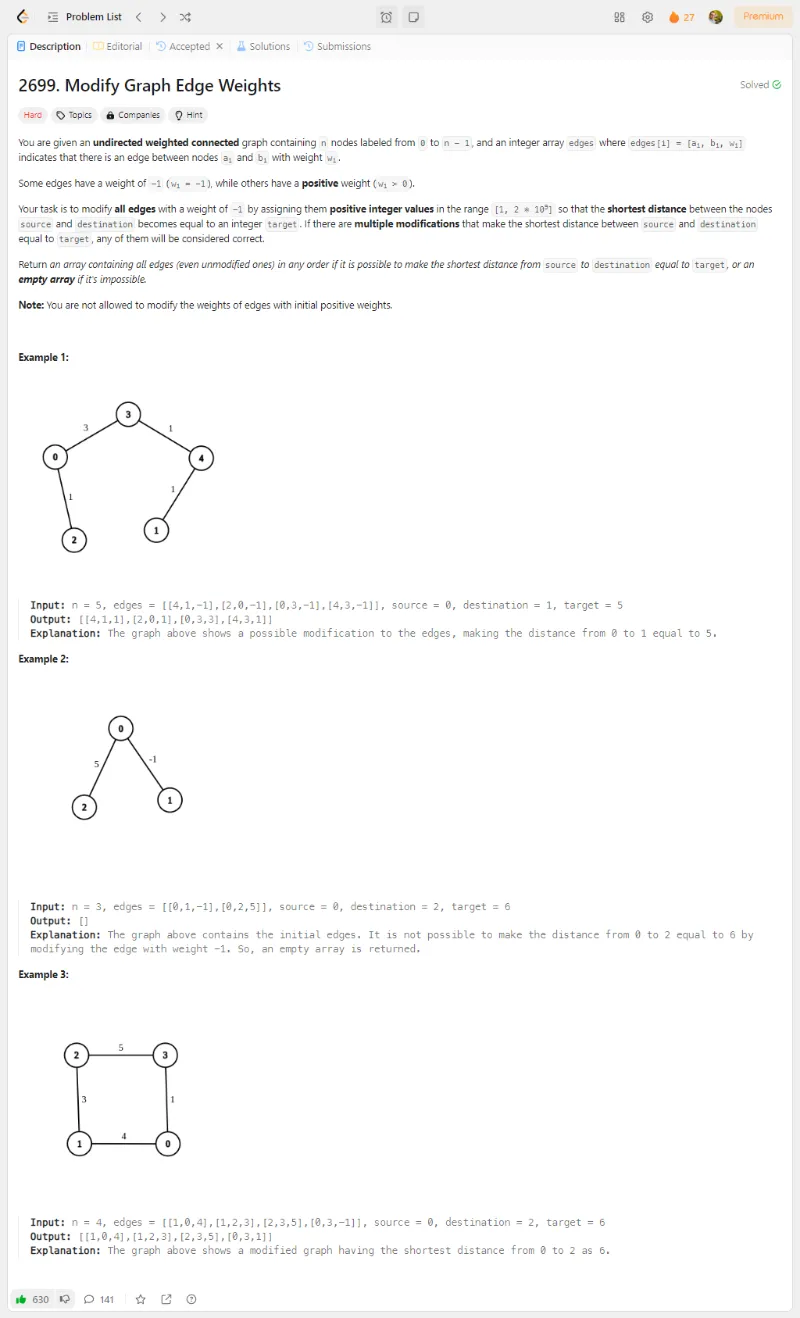 Problem List
27
Premium
Description
Editorial
Accepted
Solutions
Submissions
2699. Modify Graph Edge Weights
Solved
Hard
Topics
Companies
Hint
You are given an undirected weighted connected graph containing n nodes labeled from 0 to n - 1, and an integer array edges where edges[i] = [aᵢ, bᵢ, wᵢ]
indicates that there is an edge between nodes aᵢ and bᵢ with weight wᵢ.
Some edges have a weight of -1 (wᵢ = -1), while others have a positive weight (wᵢ > 0).
Your task is to modify all edges with a weight of -1 by assigning them positive integer values in the range [1, 2 * 10⁹] so that the shortest distance between the nodes
source and destination becomes equal to an integer target. If there are multiple modifications that make the shortest distance between source and destination
equal to target, any of them will be considered correct.
Return an array containing all edges (even unmodified ones) in any order if it is possible to make the shortest distance from source to destination equal to target, or an
empty array if it's impossible.
Note: You are not allowed to modify the weights of edges with initial positive weights.
Example 1:
3
3
1
0
4
1
1
1
2
Input: n = 5, edges = [[4,1,-1],[2,0,-1],[0,3,-1],[4,3,-1]], source = 0, destination = 1, target = 5
Output: [[4,1,1],[2,0,1],[0,3,3],[4,3,1]]
Explanation: The graph above shows a possible modification to the edges, making the distance from 0 to 1 equal to 5.
Example 2:
0
5
-1
2
1
Input: n = 3, edges = [[0,1,-1],[0,2,5]], source = 0, destination = 2, target = 6
Output: []
Explanation: The graph above contains the initial edges. It is not possible to make the distance from 0 to 2 equal to 6 by
modifying the edge with weight -1. So, an empty array is returned.
Example 3:
2
5
3
3
1
1
4
0
Input: n = 4, edges = [[1,0,4],[1,2,3],[2,3,5],[0,3,-1]], source = 0, destination = 2, target = 6
Output: [[1,0,4],[1,2,3],[2,3,5],[0,3,1]]
Explanation: The graph above shows a modified graph having the shortest distance from 0 to 2 as 6.
630
141